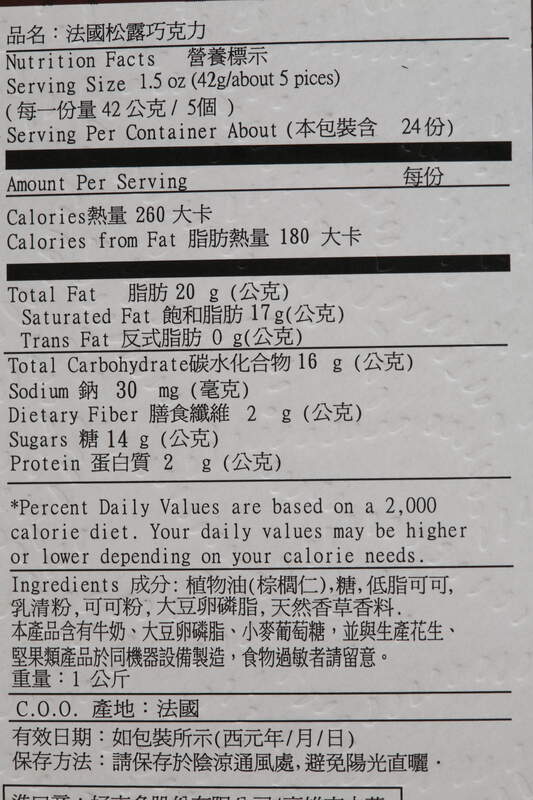 品名：法國松露巧克力
Nutrition Facts 營養標示
Serving Size 1.5 oz (42g/about 5 pices)
(每一份量 42 公克 / 5個 )
Serving Per Container About (本包裝含 24份)
Amount Per Serving 每份
Calories熱量 260 大卡
Calories from Fat 脂肪熱量 180 大卡
Total Fat 脂肪 20 g (公克)
Saturated Fat 飽和脂肪 17g(公克)
Trans Fat 反式脂肪 0 g(公克)
Total Carbohydrate碳水化合物 16 g (公克)
Sodium 鈉 30 mg (毫克)
Dietary Fiber 膳食纖維 2 g (公克)
Sugars 糖 14 g (公克)
Protein 蛋白質 2 g (公克)
*Percent Daily Values are based on a 2,000
calorie diet. Your daily values may be higher
or lower depending on your calorie needs.
Ingredients 成分: 植物油(棕櫚仁),糖,低脂可可,
乳清粉,可可粉,大豆卵磷脂,天然香草香料.
本產品含有牛奶、大豆卵磷脂、小麥葡萄糖，並與生產花生、
堅果類產品於同機器設備製造，食物過敏者請留意。
重量：1 公斤
C.O.O. 產地：法國
有效日期：如包裝所示(西元年/月/日)
保存方法：請保存於陰涼通風處,避免陽光直曬．